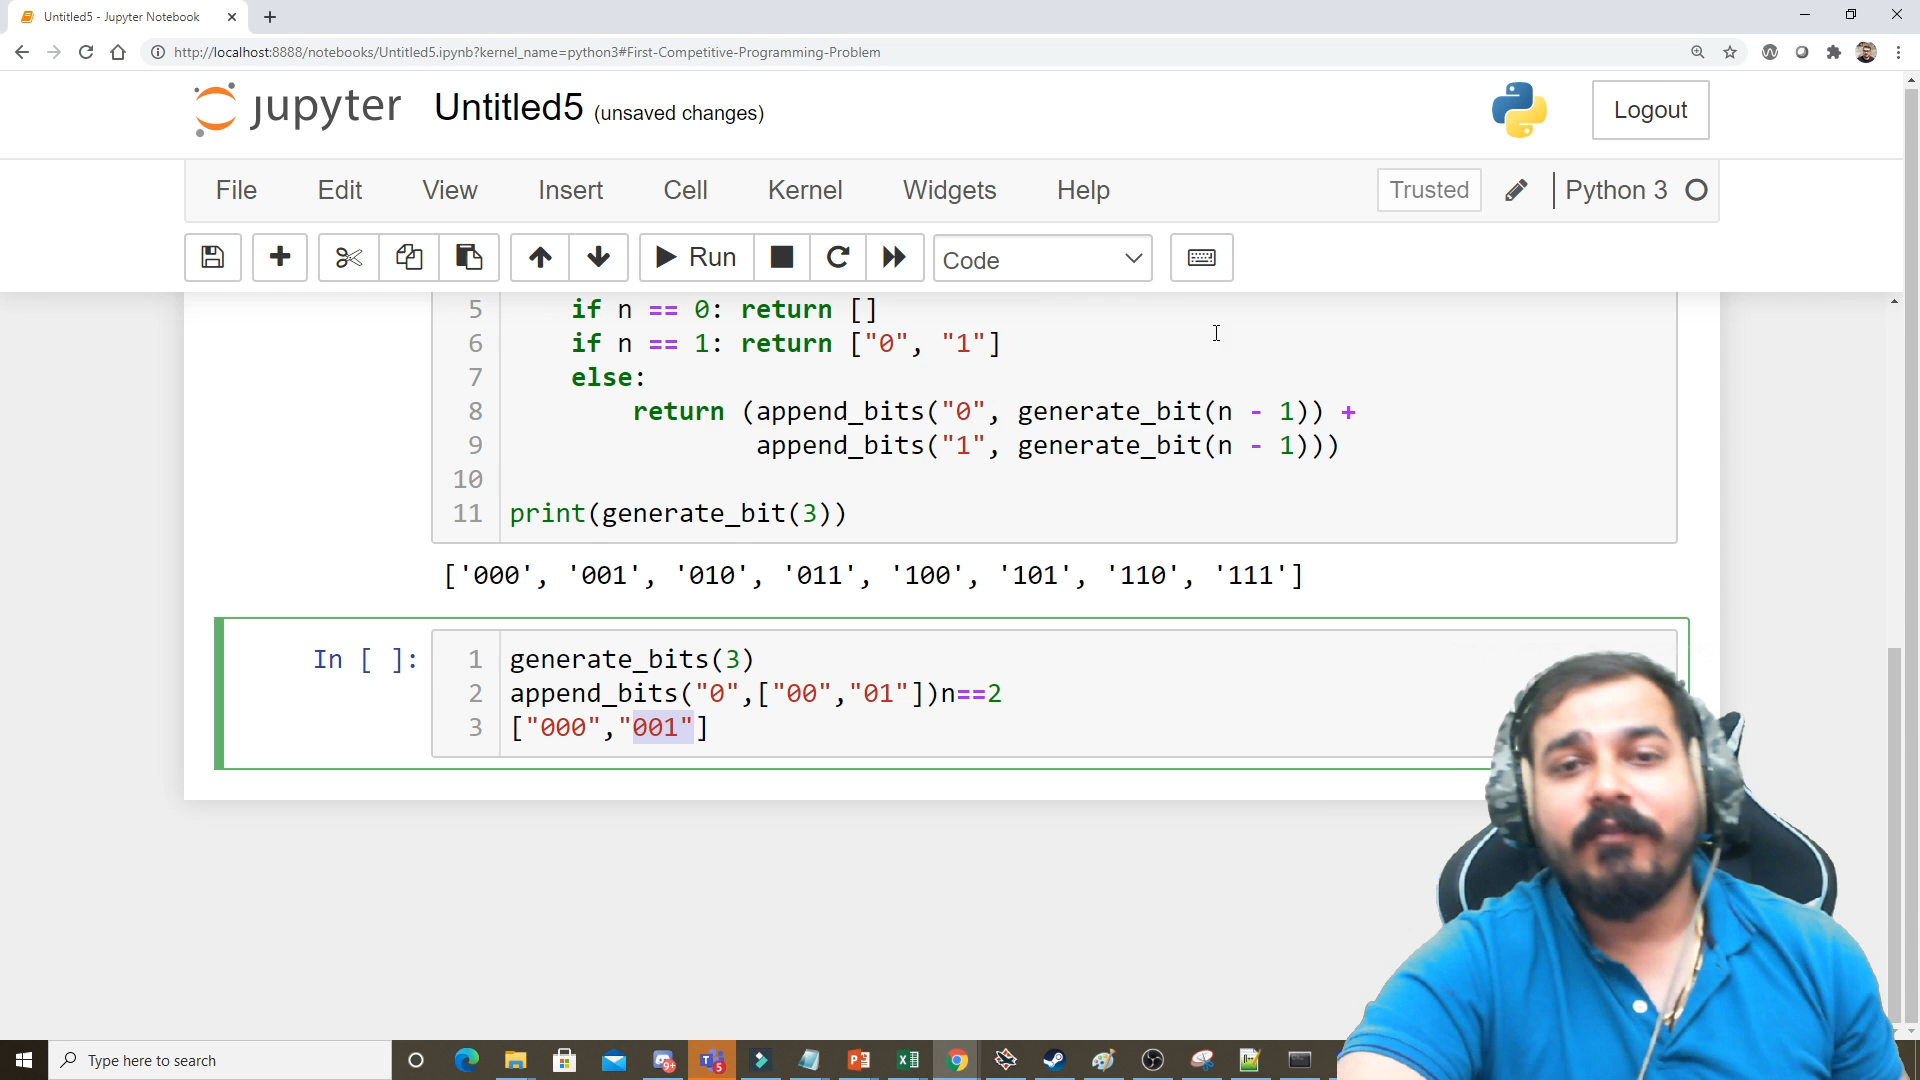 Untitled5 - Jupyter Notebook
http://localhost:8888/notebooks/Untitled5.ipynb?kernel_name=python3#First-Competitive-Programming-Problem
jupyter Untitled5 (unsaved changes)
Logout
File Edit View Insert Cell Kernel Widgets Help
Trusted Python 3
Run Code
5 if n == 0: return []
6 if n == 1: return ["0", "1"]
7 else:
8 return (append_bits("0", generate_bit(n - 1)) +
9 append_bits("1", generate_bit(n - 1)))
10
11 print(generate_bit(3))
['000', '001', '010', '011', '100', '101', '110', '111']
In [ ]: 1 generate_bits(3)
2 append_bits("0",["00","01"])n==2
3 ["000","001"]
Type here to search